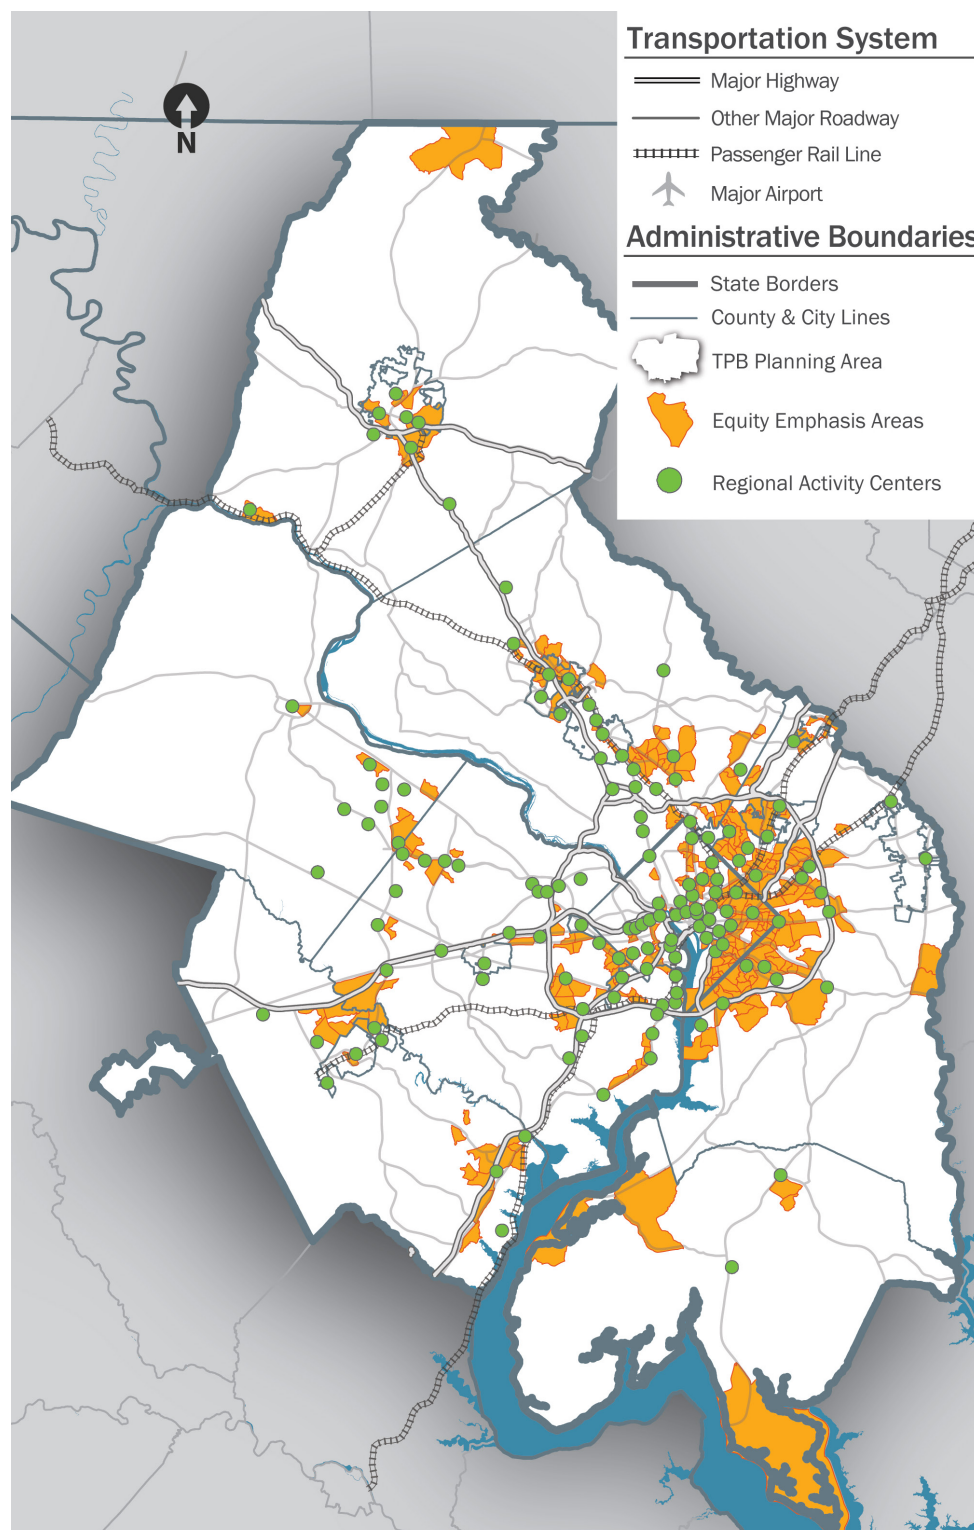 Transportation System
Major Highway
Other Major Roadway
Passenger Rail Line
Major Airport
Administrative Boundaries
State Borders
County & City Lines
TPB Planning Area
Equity Emphasis Areas
Regional Activity Centers
N